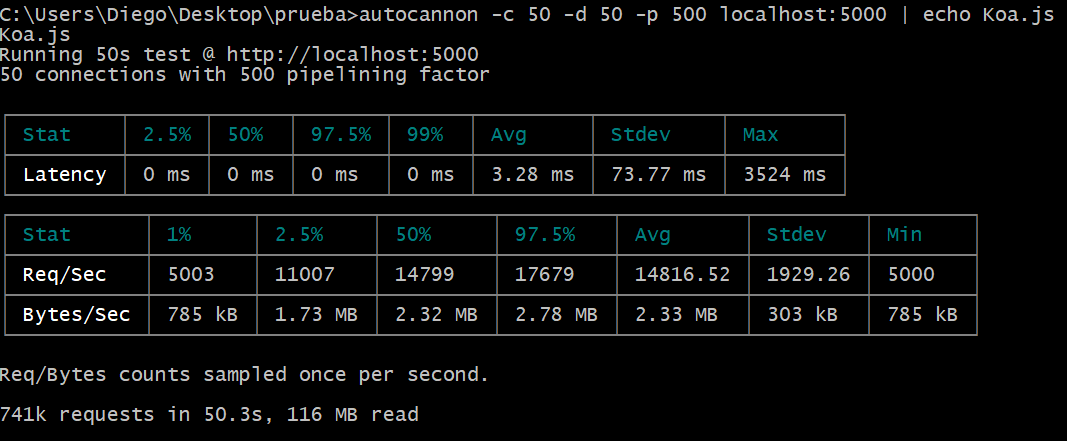 C:\Users\Diego\Desktop\prueba>autocannon -c 50 -d 50 -p 500 localhost:5000 | echo Koa.js
Koa.js
Running 50s test @ http://localhost:5000
50 connections with 500 pipelining factor
Stat 2.5% 50% 97.5% 99% Avg Stdev Max
Latency 0 ms 0 ms 0 ms 0 ms 3.28 ms 73.77 ms 3524 ms
Stat 1% 2.5% 50% 97.5% Avg Stdev Min
Req/Sec 5003 11007 14799 17679 14816.52 1929.26 5000
Bytes/Sec 785 kB 1.73 MB 2.32 MB 2.78 MB 2.33 MB 303 kB 785 kB
Req/Bytes counts sampled once per second.
741k requests in 50.3s, 116 MB read